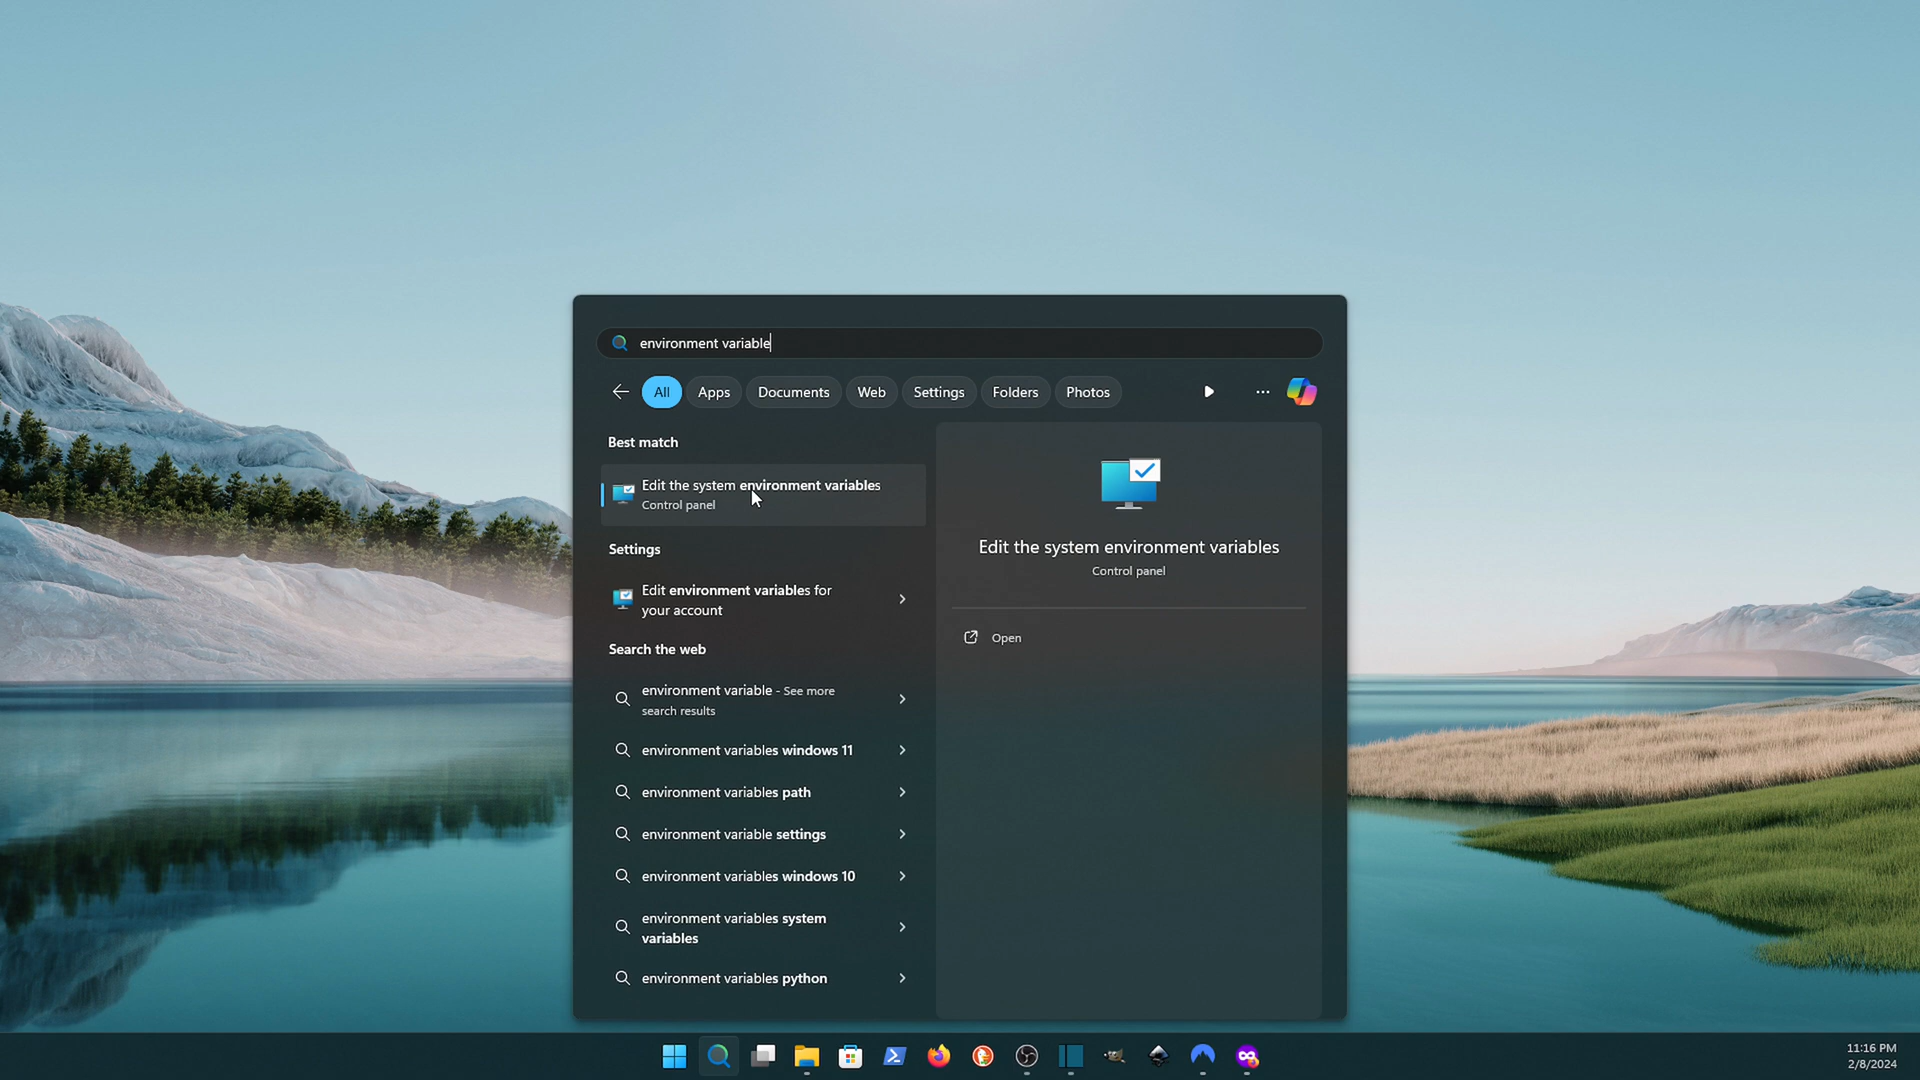 environment variable
All
Apps
Documents
Web
Settings
Folders
Photos
Best match
Edit the system environment variables
Control panel
Settings
Edit environment variables for
your account
Search the web
environment variable - See more
search results
environment variables windows 11
environment variables path
environment variable settings
environment variables windows 10
environment variables system
variables
environment variables python
Edit the system environment variables
Control panel
Open
11:16 PM
2/8/2024